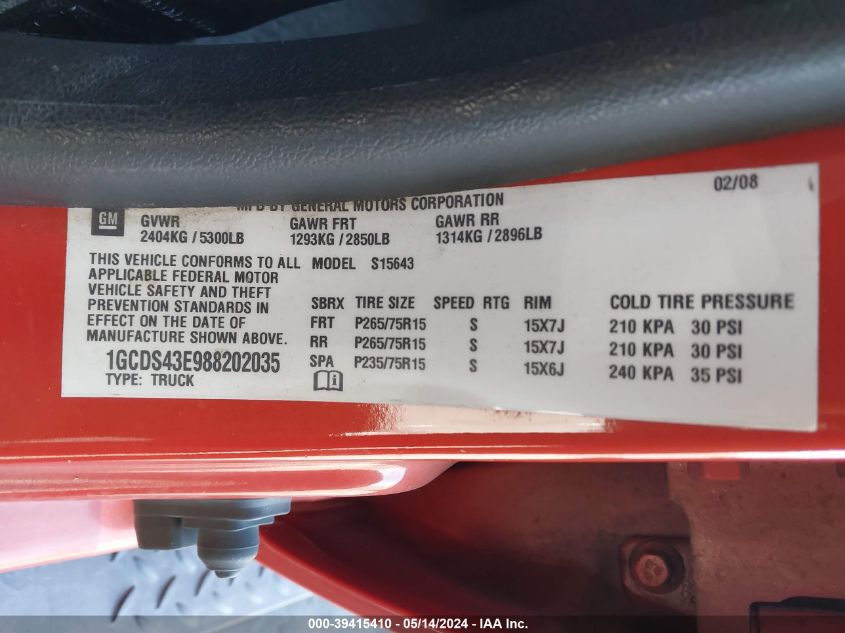 02/08
MFD BY GENERAL MOTORS CORPORATION
GM
GVWR GAWR FRT GAWR RR
2404KG / 5300LB 1293KG / 2850LB 1314KG / 2896LB
THIS VEHICLE CONFORMS TO ALL
APPLICABLE FEDERAL MOTOR
VEHICLE SAFETY AND THEFT
PREVENTION STANDARDS IN
EFFECT ON THE DATE OF
MANUFACTURE SHOWN ABOVE.
1GCDS43E988202035
TYPE: TRUCK
MODEL S15643
SBRX TIRE SIZE SPEED RTG RIM COLD TIRE PRESSURE
FRT P265/75R15 S 15X7J 210 KPA 30 PSI
RR P265/75R15 S 15X7J 210 KPA 30 PSI
SPA P235/75R15 S 15X6J 240 KPA 35 PSI
000-39415410 - 05/14/2024 - IAA Inc.